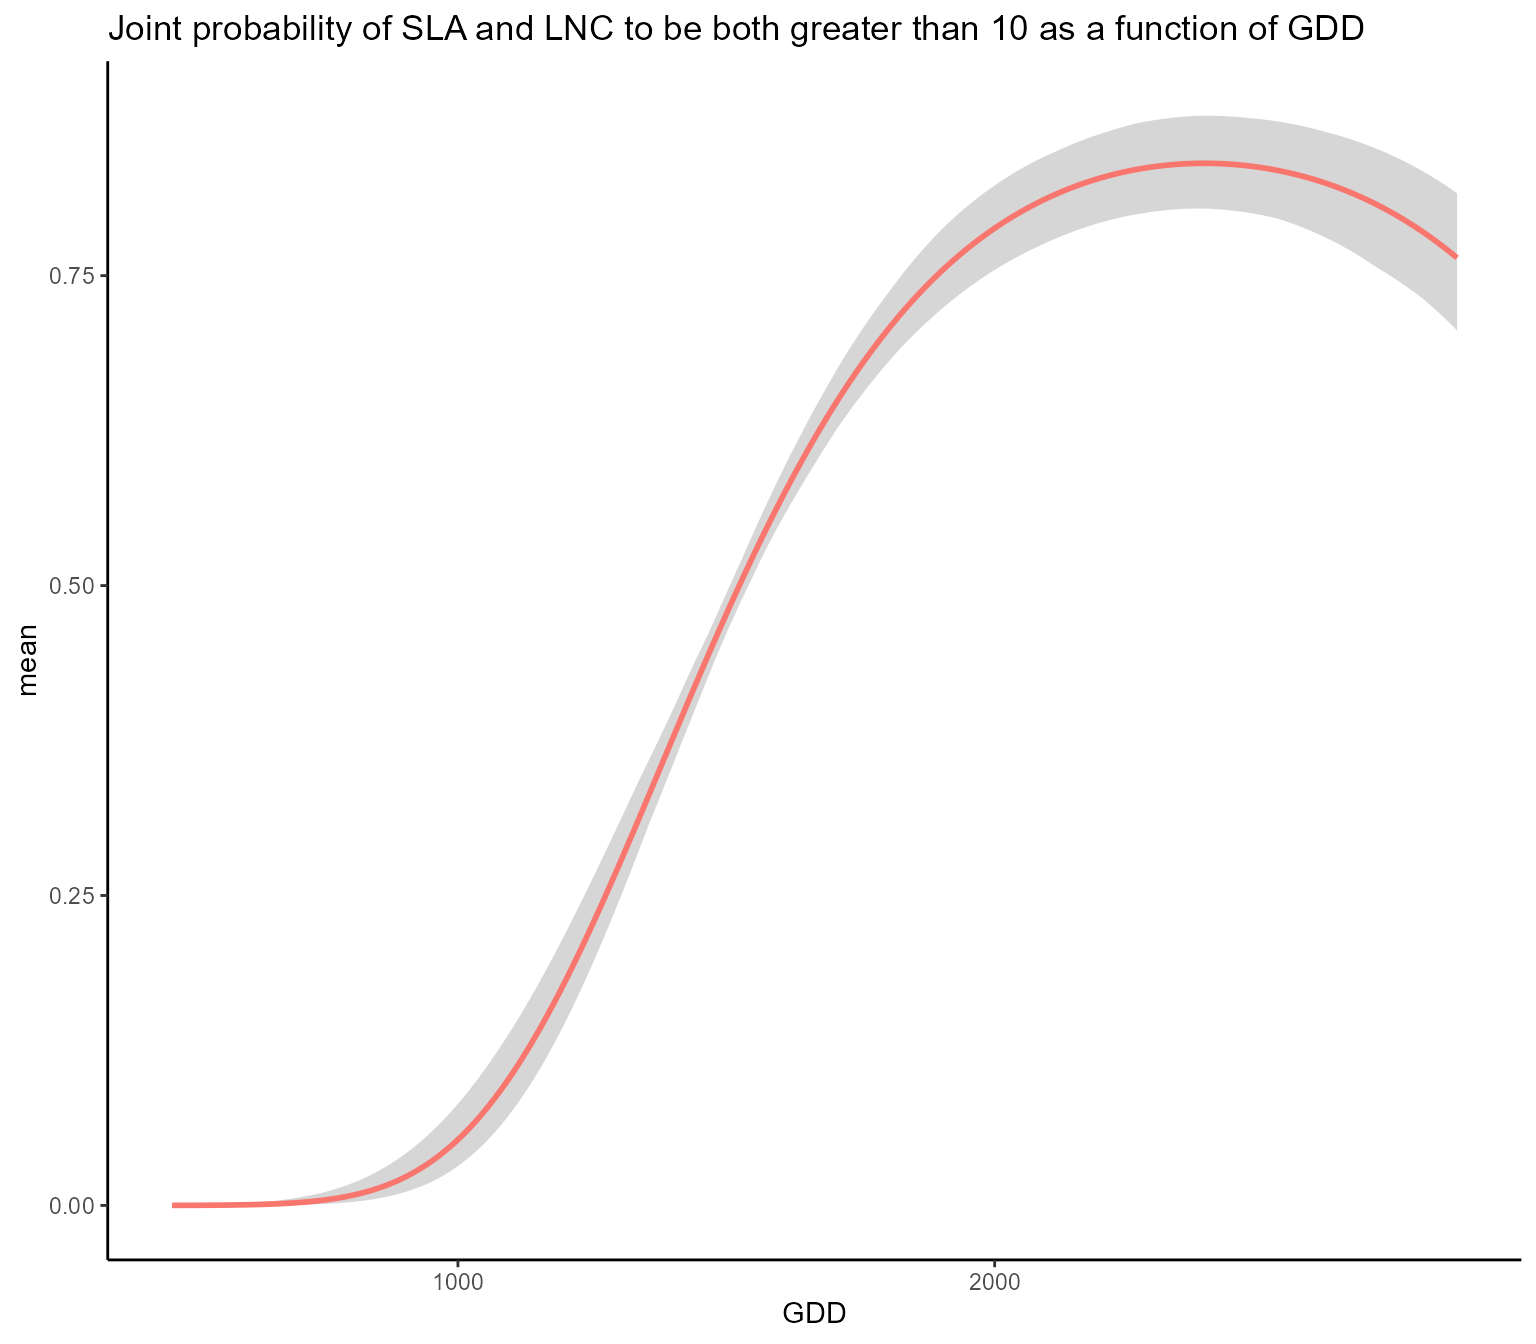 Joint probability of SLA and LNC to be both greater than 10 as a function of GDD
mean
0.75
0.50
0.25
0.00
1000
2000
GDD